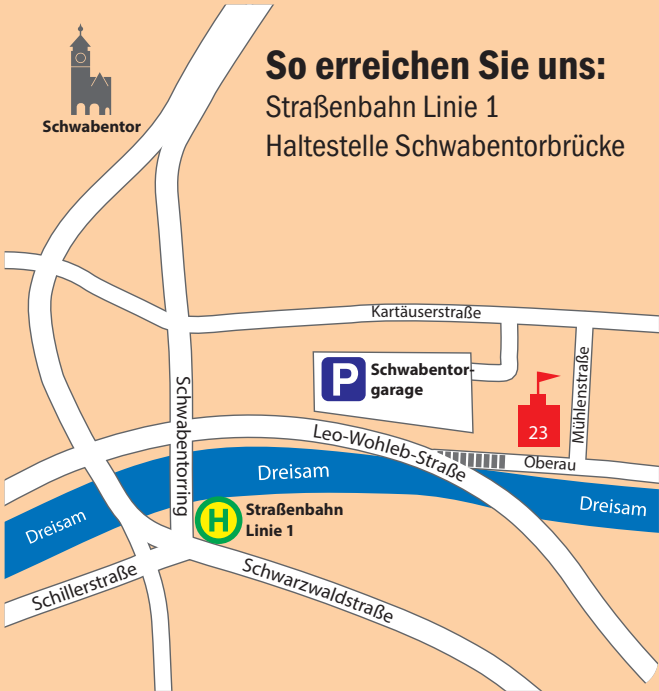 So erreichen Sie uns:
Straßenbahn Linie 1
Haltestelle Schwabentorbrücke
Schwabentor
Kartäuserstraße
P
Schwabentor-
garage
Mühlenstraße
23
Schwabentorring
Leo-Wohleb-Straße
Oberau
Dreisam
Dreisam
Dreisam
H
Straßenbahn
Linie 1
Schillerstraße
Schwarzwaldstraße